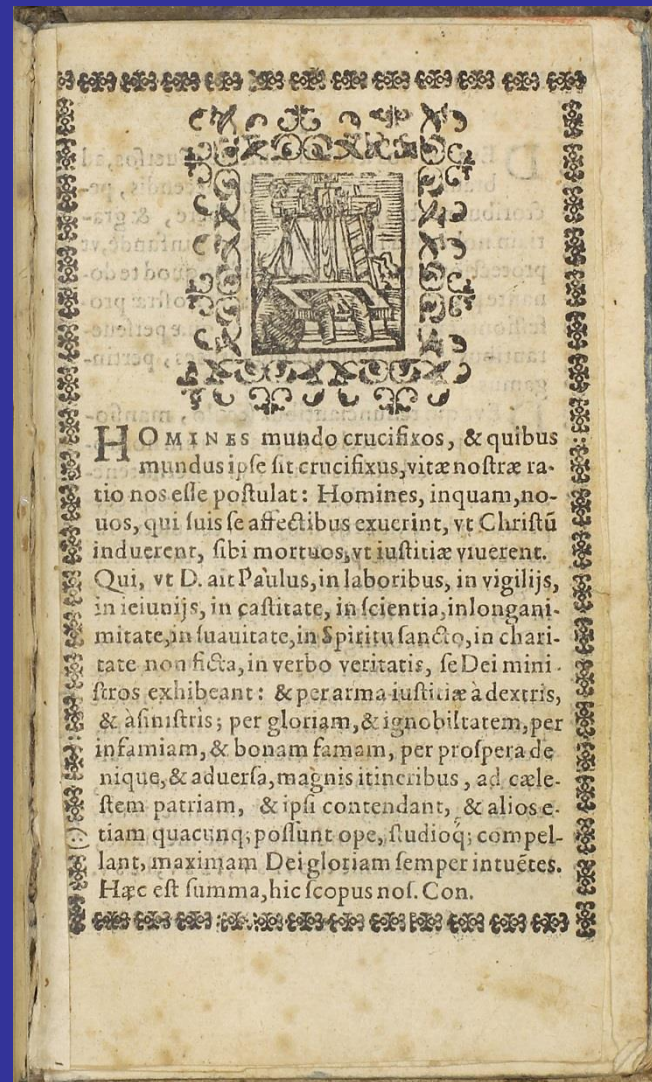 HOMINES mundo crucifixos, & quibus
mundus ipſe ſit crucifixus, vitæ noſtræ ra-
tio nos eſſe poſtulat: Homines, inquam, no-
uos, qui ſuis ſe affectibus exuerint, vt Chriſtū
induerent, ſibi mortuos, vt iuſtitiæ viuerent.
Qui, vt D. ait Paulus, in laboribus, in vigilijs,
in ieiunijs, in caſtitate, in ſcientia, in longani-
mitate, in ſuauitate, in Spiritu ſancto, in chari-
tate non ficta, in verbo veritatis, ſe Dei mini-
ſtros exhibeant: & per arma iuſtitiæ à dextris,
& à ſiniſtris; per gloriam, & ignobiltatem, per
infamiam, & bonam famam, per proſpera de
nique, & aduerſa, magnis itineribus, ad cæle-
ſtem patriam, & ipſi contendant, & alios e-
tiam quacunq; poſſunt ope, ſtudioq́; compel-
lant, maximam Dei gloriam ſemper intuētes.
Hæc eſt ſumma, hic ſcopus noſ. Con.